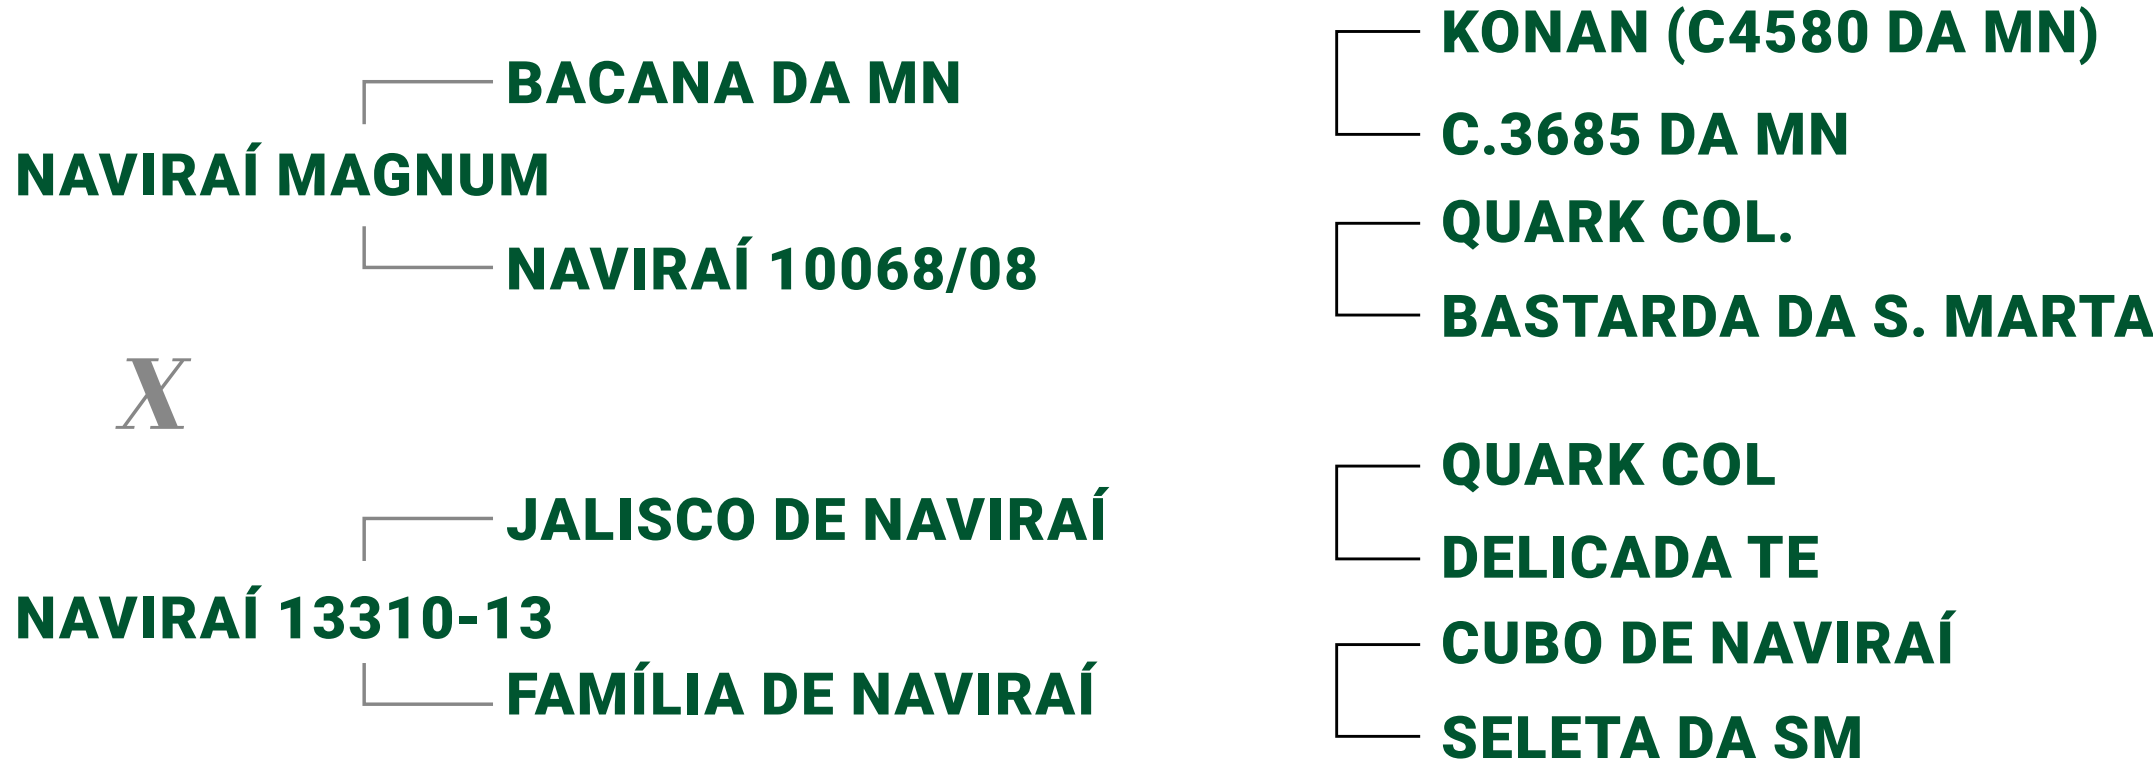 KONAN (C4580 DA MN)
BACANA DA MN
C.3685 DA MN
NAVIRAÍ MAGNUM
QUARK COL.
NAVIRAÍ 10068/08
BASTARDA DA S. MARTA
X
QUARK COL
JALISCO DE NAVIRAÍ
DELICADA TE
NAVIRAÍ 13310-13
CUBO DE NAVIRAÍ
FAMÍLIA DE NAVIRAÍ
SELETA DA SM